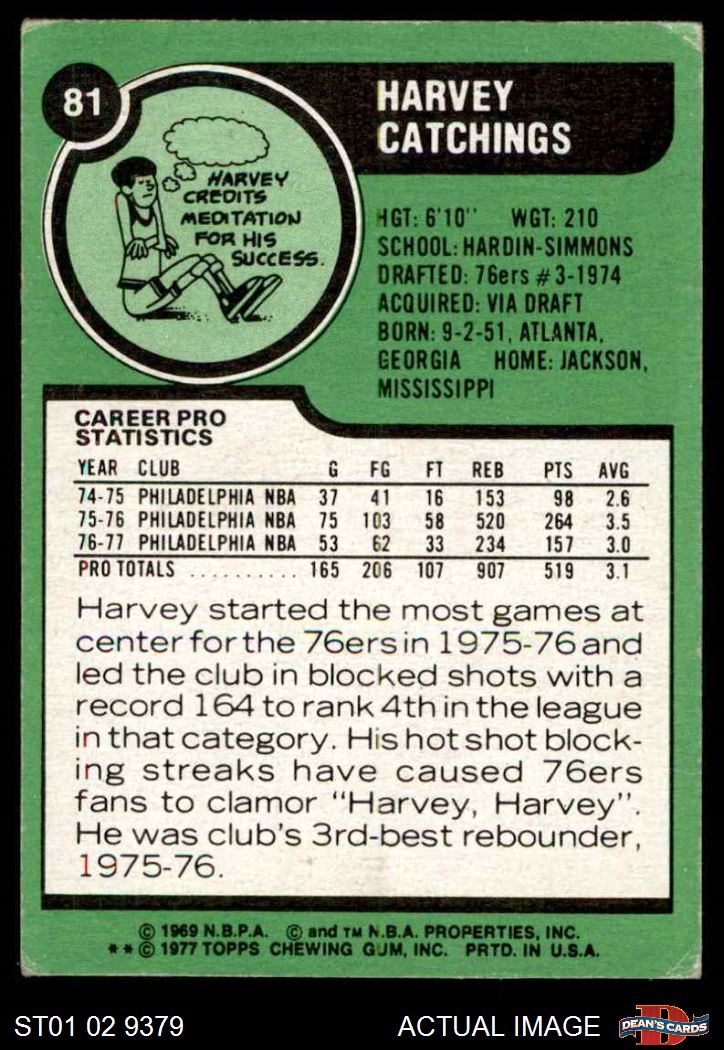 81
HARVEY
CATCHINGS
HARVEY
CREDITS
MEDITATION
FOR HIS
SUCCESS.
HGT: 6'10" WGT: 210
SCHOOL: HARDIN-SIMMONS
DRAFTED: 76ers #3-1974
ACQUIRED: VIA DRAFT
BORN: 9-2-51, ATLANTA,
GEORGIA HOME: JACKSON,
MISSISSIPPI
CAREER PRO
STATISTICS
YEAR CLUB G FG FT REB PTS AVG
74-75 PHILADELPHIA NBA 37 41 16 153 98 2.6
75-76 PHILADELPHIA NBA 75 103 58 520 264 3.5
76-77 PHILADELPHIA NBA 53 62 33 234 157 3.0
PRO TOTALS .......... 165 206 107 907 519 3.1
Harvey started the most games at
center for the 76ers in 1975-76 and
led the club in blocked shots with a
record 164 to rank 4th in the league
in that category. His hot shot block-
ing streaks have caused 76ers
fans to clamor "Harvey, Harvey".
He was club's 3rd-best rebounder,
1975-76.
© 1969 N.B.P.A. © and TM N.B.A. PROPERTIES, INC.
**© 1977 TOPPS CHEWING GUM, INC. PRTD. IN U.S.A.
ST01 02 9379 ACTUAL IMAGE
D
DEAN'S CARDS